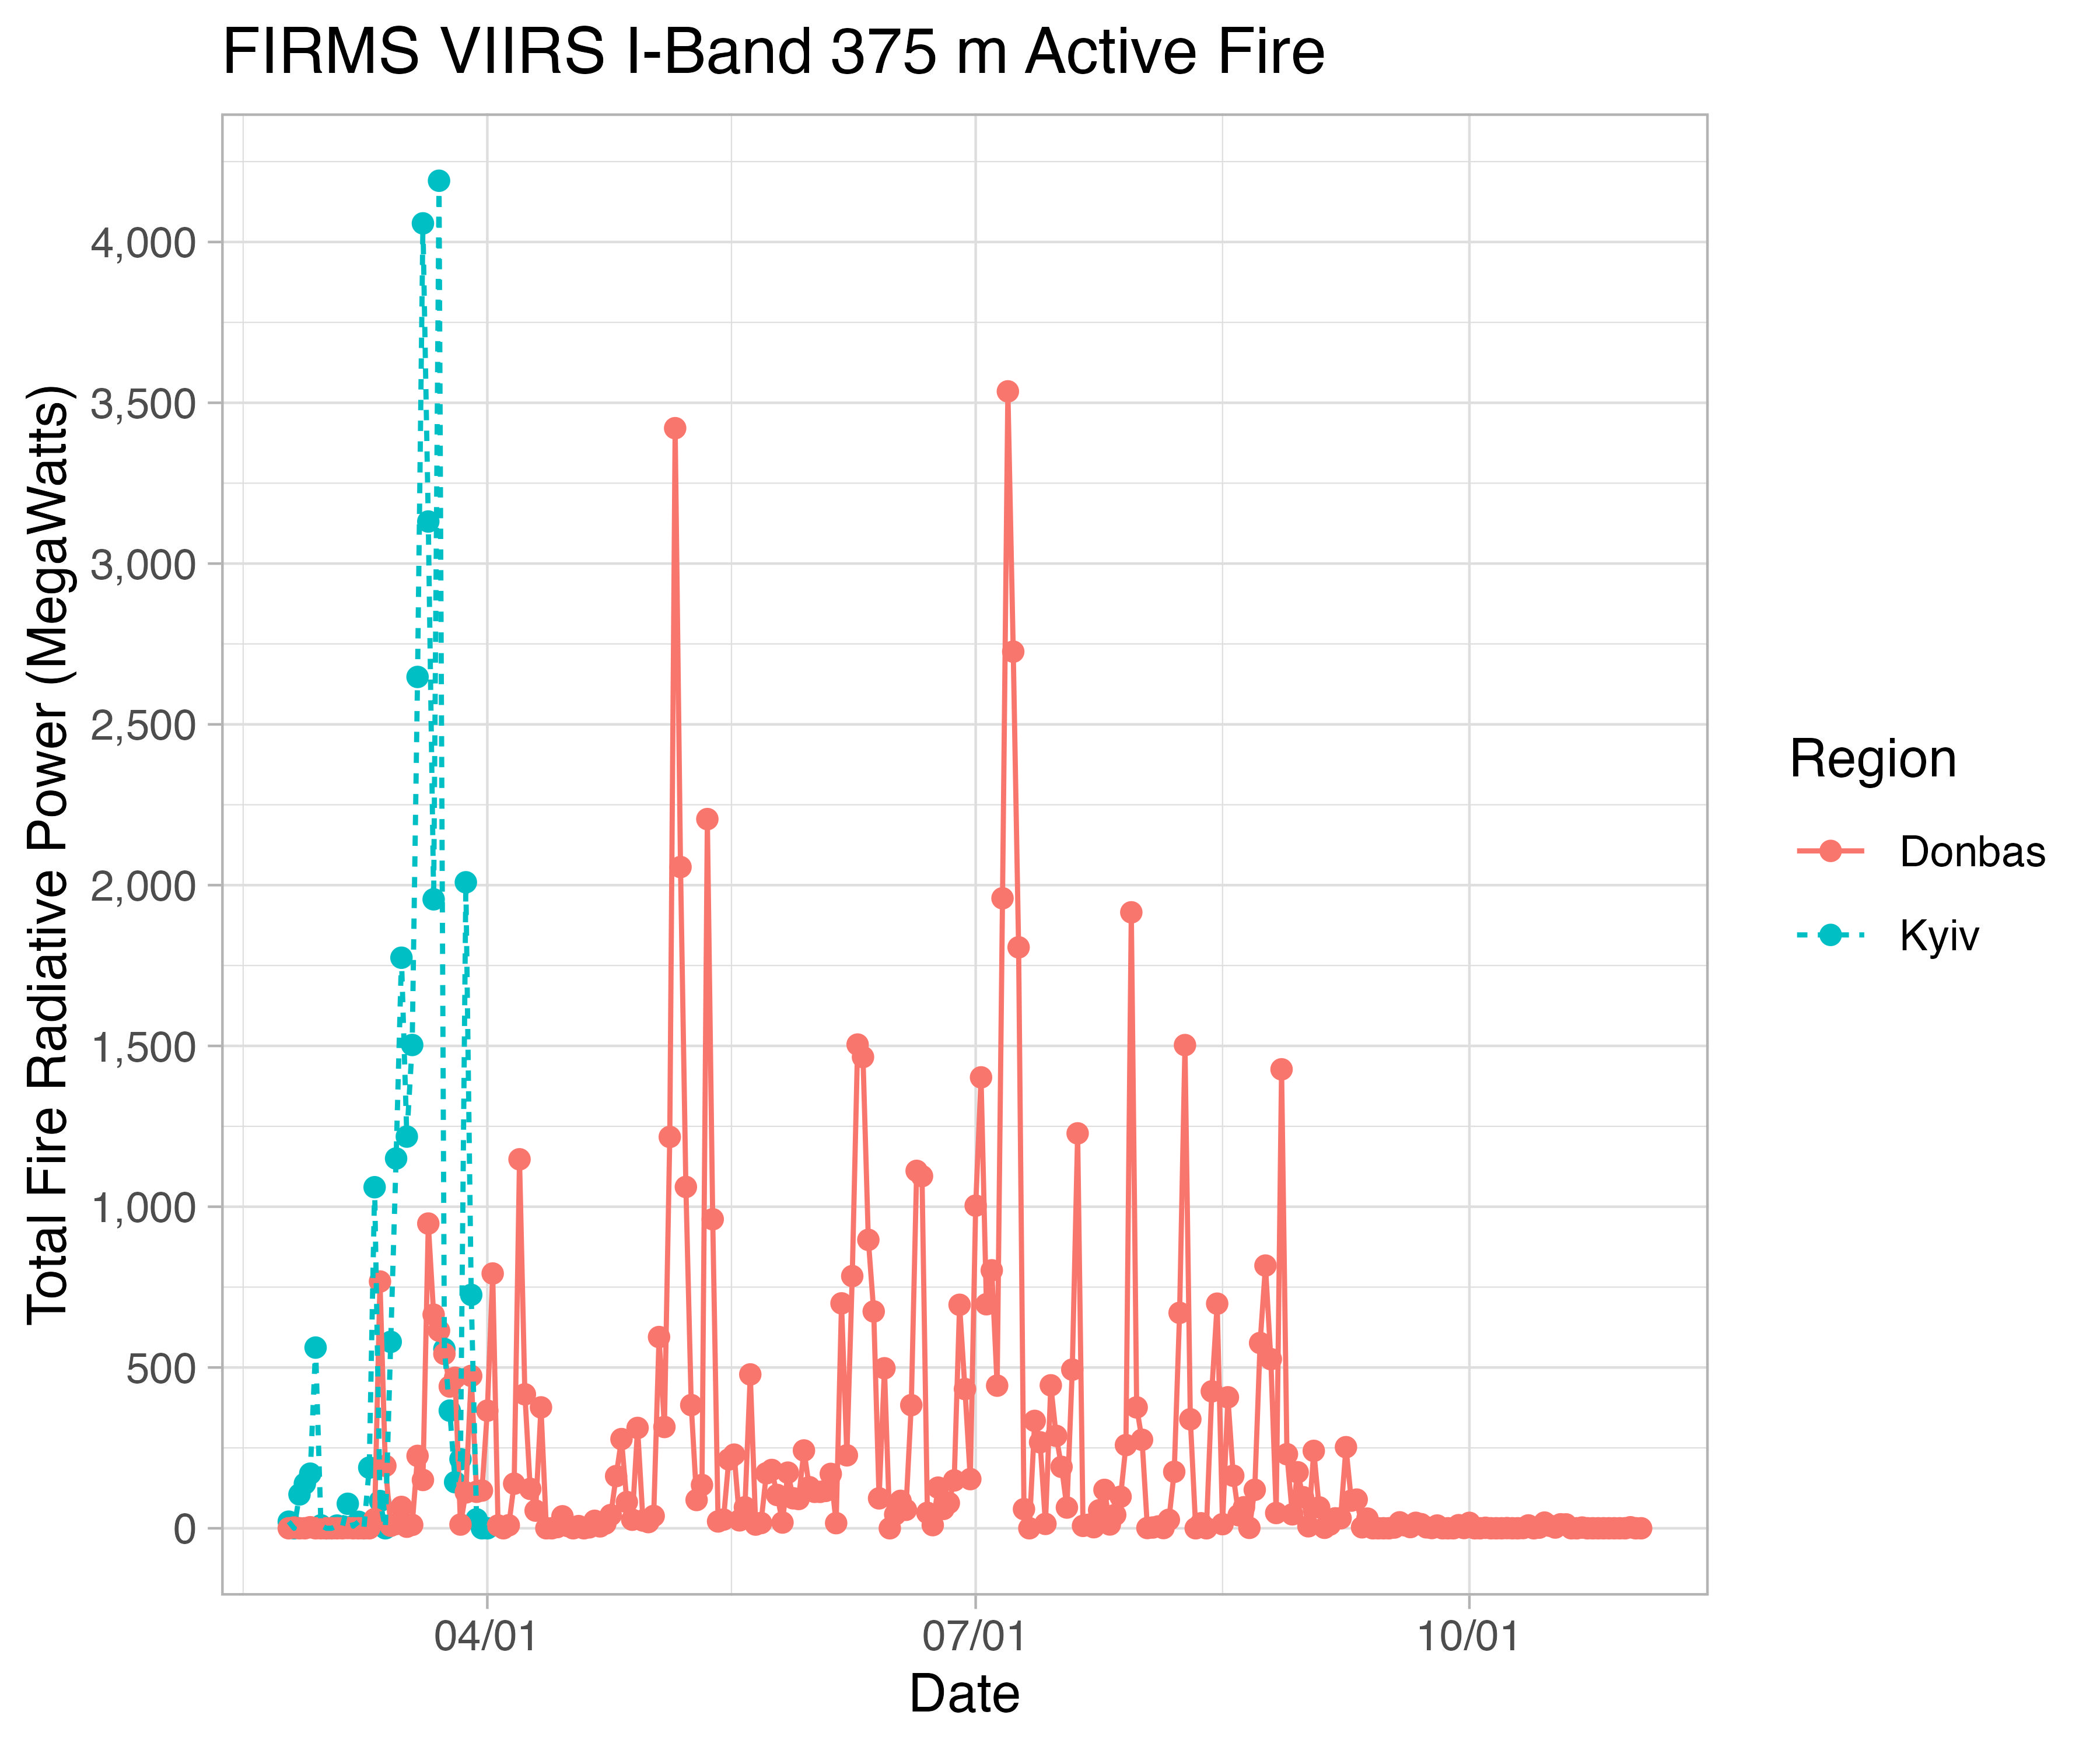 FIRMS VIIRS I-Band 375 m Active Fire
Total Fire Radiative Power (MegaWatts)
4,000
3,500
3,000
2,500
2,000
1,500
1,000
500
0
04/01
07/01
10/01
Date
Region
Donbas
Kyiv